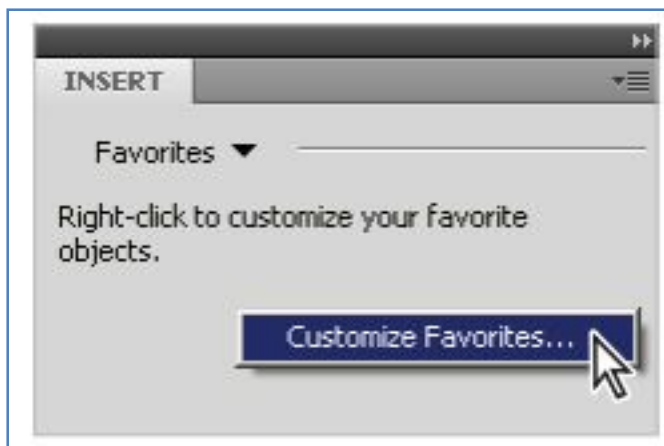 INSERT
Favorites
Right-click to customize your favorite
objects.
Customize Favorites...